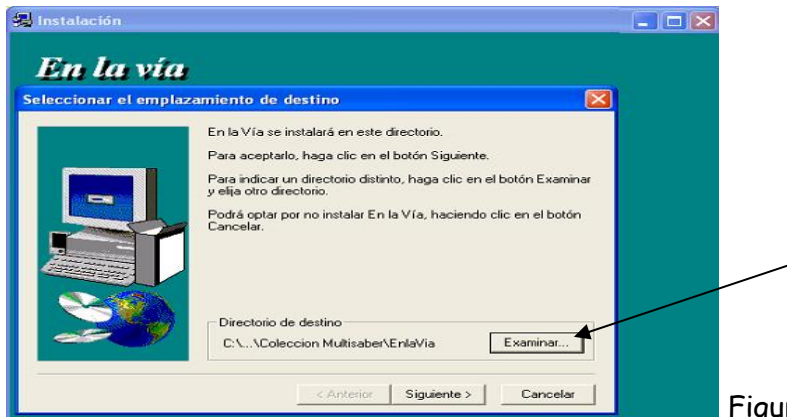 Instalación
En la vía
Seleccionar el emplazamiento de destino
En la Vía se instalará en este directorio.
Para aceptarlo, haga clic en el botón Siguiente.
Para indicar un directorio distinto, haga clic en el botón Examinar
y elija otro directorio.
Podrá optar por no instalar En la Vía, haciendo clic en el botón
Cancelar.
Directorio de destino
C:\...\Coleccion Multisaber\EnlaVia
Examinar...
< Anterior
Siguiente >
Cancelar